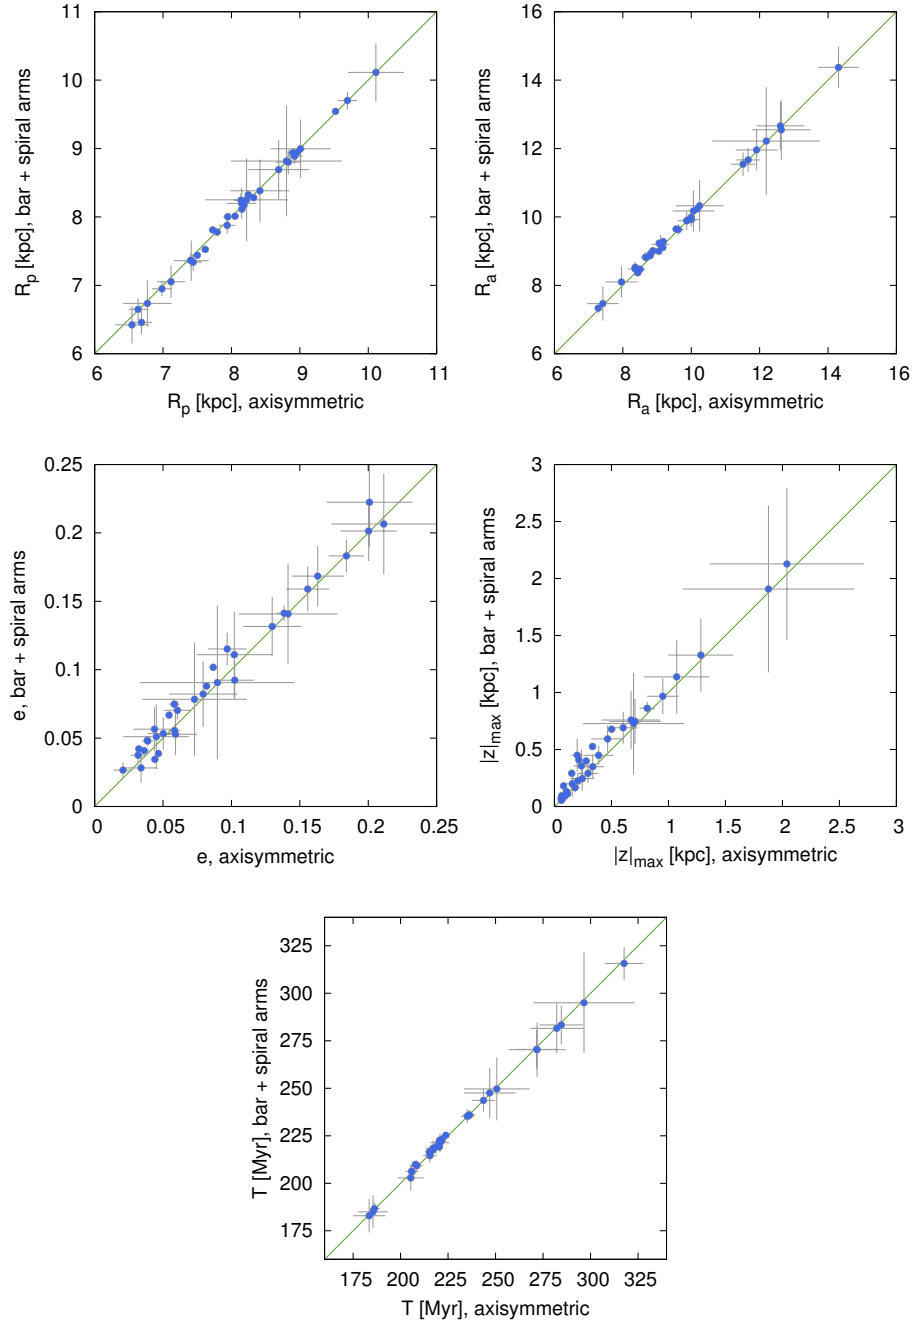 11
10
9
8
7
6
6 7 8 9 10 11
R_p [kpc], bar + spiral arms
R_p [kpc], axisymmetric
16
14
12
10
8
6
6 8 10 12 14 16
R_a [kpc], bar + spiral arms
R_a [kpc], axisymmetric
0.25
0.2
0.15
0.1
0.05
0
0 0.05 0.1 0.15 0.2 0.25
e, bar + spiral arms
e, axisymmetric
3
2.5
2
1.5
1
0.5
0
0 0.5 1 1.5 2 2.5 3
|z|_max [kpc], bar + spiral arms
|z|_max [kpc], axisymmetric
325
300
275
250
225
200
175
175 200 225 250 275 300 325
T [Myr], bar + spiral arms
T [Myr], axisymmetric